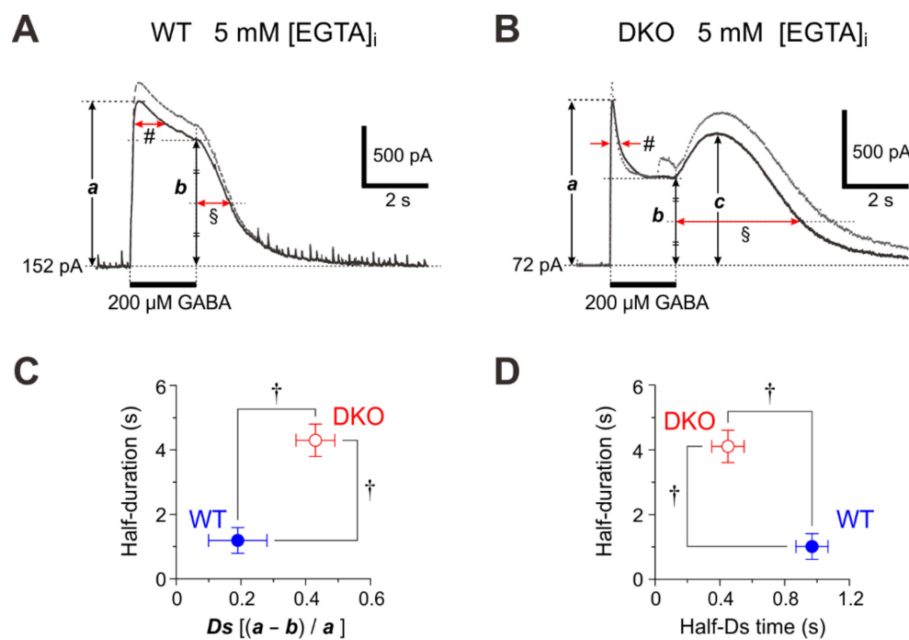 A WT 5 mM [EGTA]i
a
#
b
§
500 pA
2 s
152 pA
200 µM GABA
B DKO 5 mM [EGTA]i
a
#
b
c
§
500 pA
2 s
72 pA
200 µM GABA
C
6
4
2
0
Half-duration (s)
†
DKO
†
WT
0 0.2 0.4 0.6
Ds [(a – b) / a ]
D
6
4
2
0
Half-duration (s)
†
DKO
†
WT
0 0.4 0.8 1.2
Half-Ds time (s)